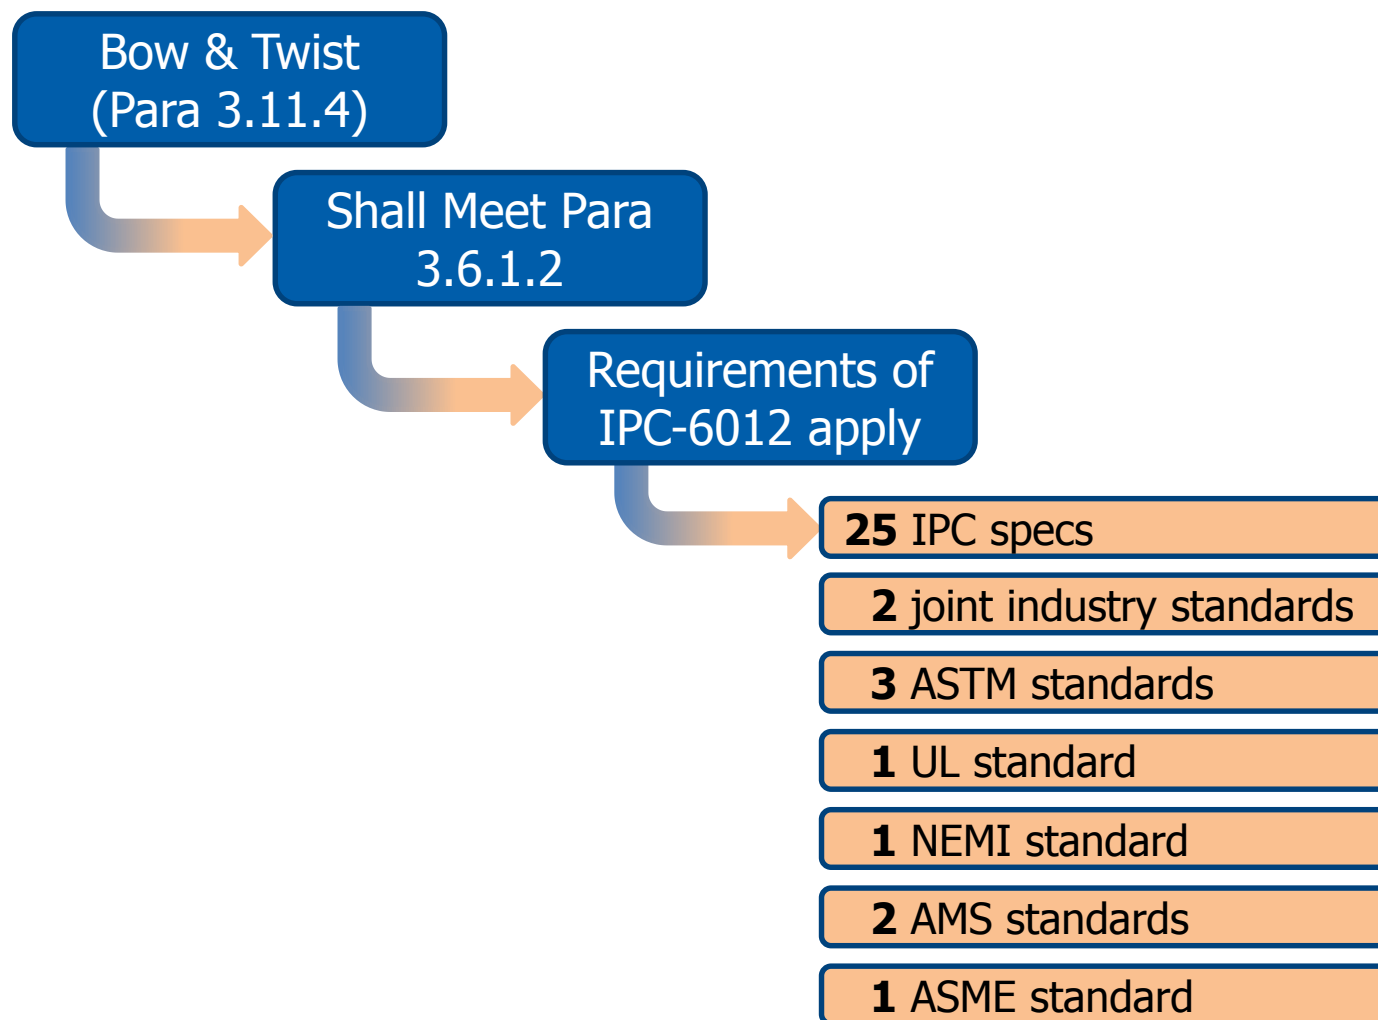 Bow & Twist
(Para 3.11.4)
Shall Meet Para
3.6.1.2
Requirements of
IPC-6012 apply
25 IPC specs
2 joint industry standards
3 ASTM standards
1 UL standard
1 NEMI standard
2 AMS standards
1 ASME standard